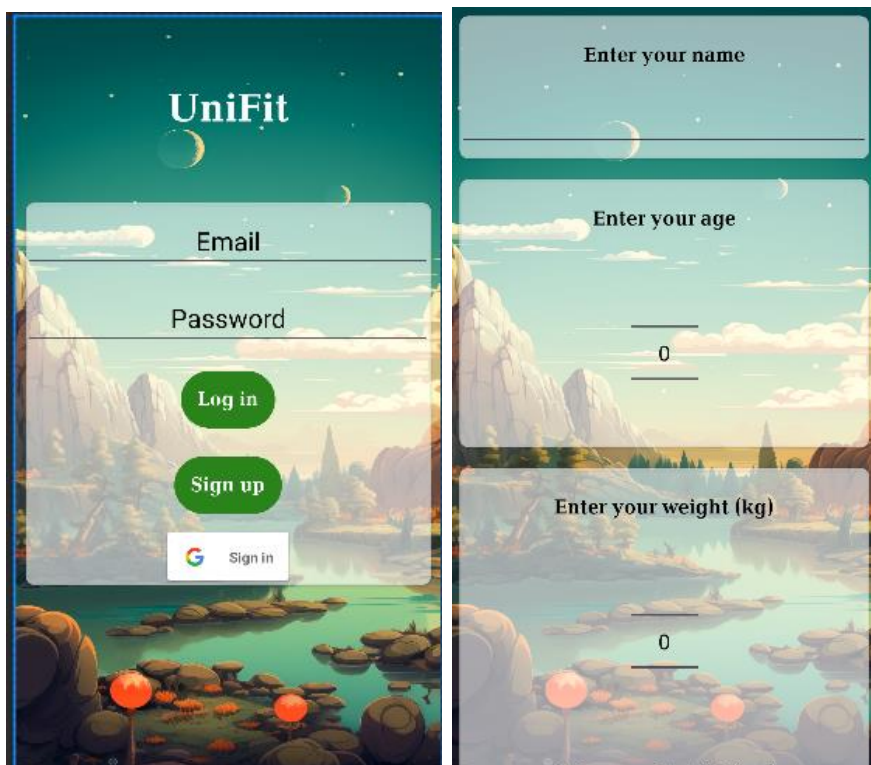 UniFit
Email
Password
Log in
Sign up
G Sign in
Enter your name
Enter your age
0
Enter your weight (kg)
0